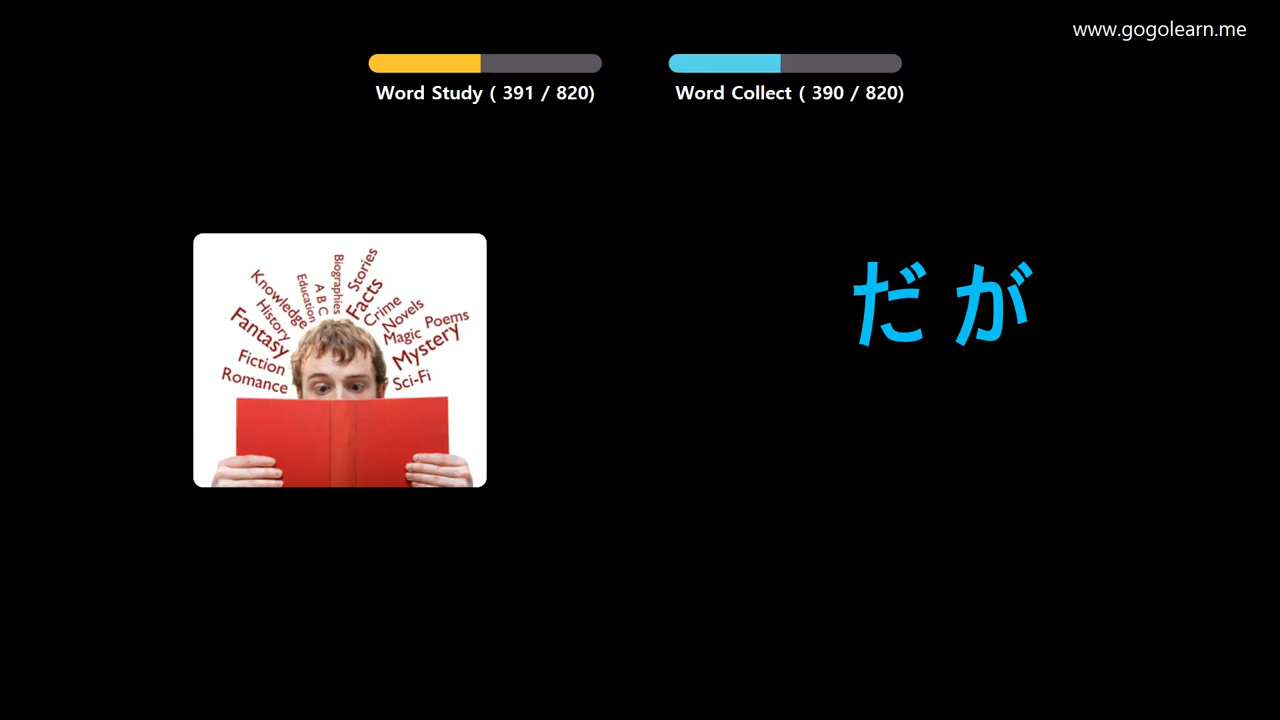 www.gogolearn.me
Word Study ( 391 / 820)
Word Collect ( 390 / 820)
Knowledge
History
Fantasy
Fiction
Romance
Education
A B C
Biographies
Stories
Facts
Crime
Novels
Magic
Poems
Mystery
Sci-Fi
だが